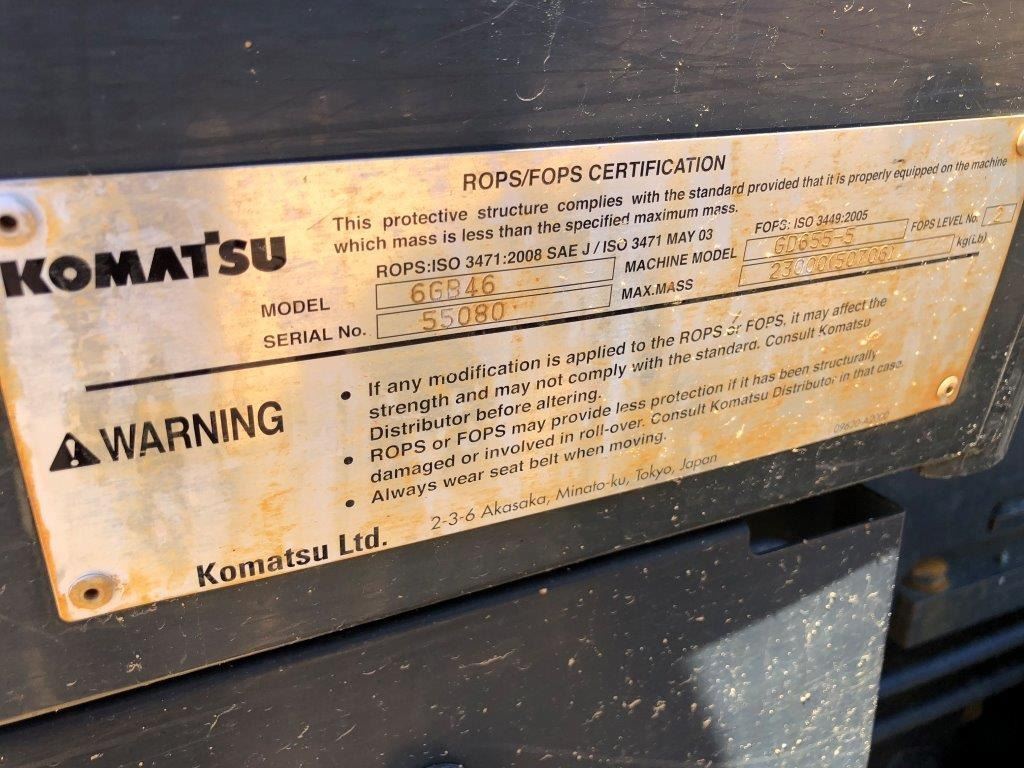 ROPS/FOPS CERTIFICATION
This protective structure complies with the standard provided that it is properly equipped on the machine
which mass is less than the specified maximum mass.
KOMATSU
ROPS:ISO 3471:2008 SAE J / ISO 3471 MAY 03 FOPS: ISO 3449:2005
MODEL 6GB46 MACHINE MODEL GD655-5 FOPS LEVEL No. 2
SERIAL No. 55080 MAX.MASS 23000(50706) kg(Lb)
WARNING
• If any modification is applied to the ROPS or FOPS, it may affect the
strength and may not comply with the standard. Consult Komatsu
Distributor before altering.
• ROPS or FOPS may provide less protection if it has been structurally
damaged or involved in roll-over. Consult Komatsu Distributor in that case.
• Always wear seat belt when moving.
09620-A2000
Komatsu Ltd. 2-3-6 Akasaka, Minato-ku, Tokyo, Japan